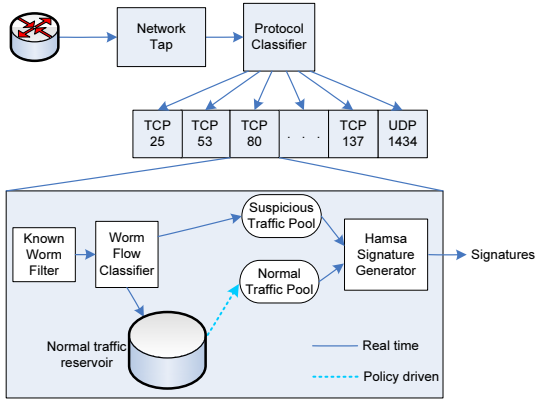 Network
Tap
Protocol
Classifier
TCP
25
TCP
53
TCP
80
. . .
TCP
137
UDP
1434
Known
Worm
Filter
Worm
Flow
Classifier
Suspicious
Traffic Pool
Normal
Traffic Pool
Hamsa
Signature
Generator
Signatures
Normal traffic
reservoir
Real time
Policy driven